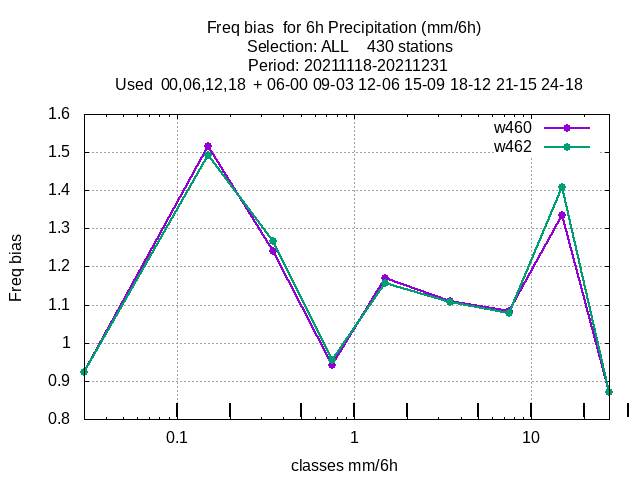 Freq bias  for 6h Precipitation (mm/6h)
Selection: ALL    430 stations
Period: 20211118-20211231
Used  00,06,12,18  + 06-00 09-03 12-06 15-09 18-12 21-15 24-18
w460
w462
1.6
1.5
1.4
1.3
1.2
1.1
1
0.9
0.8
Freq bias
0.1 1 10
classes mm/6h